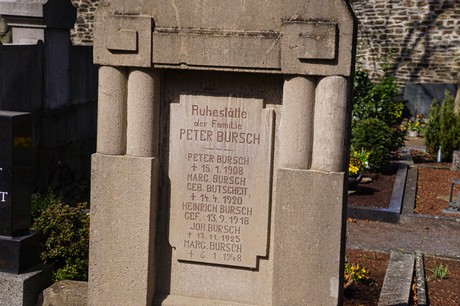 Ruhestätte
der Familie
PETER BURSCH
PETER BURSCH
✝ 15.1.1908
MARG. BURSCH
GEB. BUTSCHEIT
✝ 14.4.1920
HEINRICH BURSCH
GEF. 13.9.1918
JOH. BURSCH
✝ 13.11.1925
MARG. BURSCH
✝ 6.1.1948